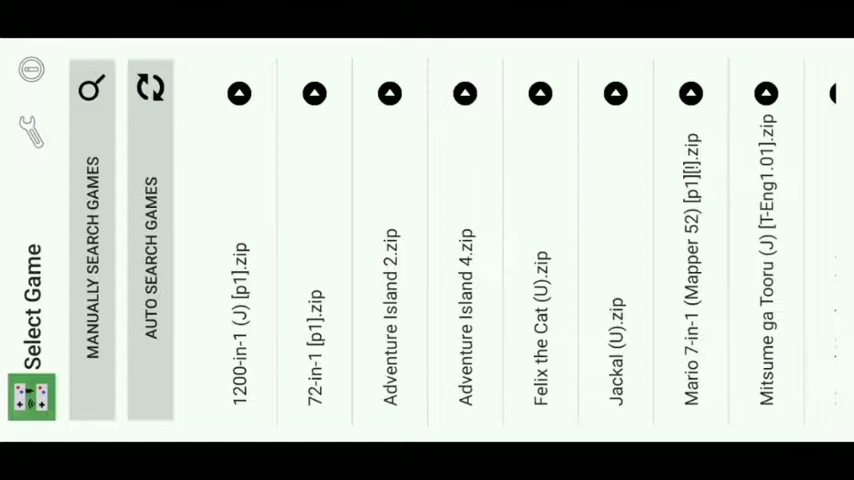 Select Game
MANUALLY SEARCH GAMES
AUTO SEARCH GAMES
1200-in-1 (J) [p1].zip
72-in-1 [p1].zip
Adventure Island 2.zip
Adventure Island 4.zip
Felix the Cat (U).zip
Jackal (U).zip
Mario 7-in-1 (Mapper 52) [p1][!].zip
Mitsume ga Tooru (J) [T-Eng1.01].zip